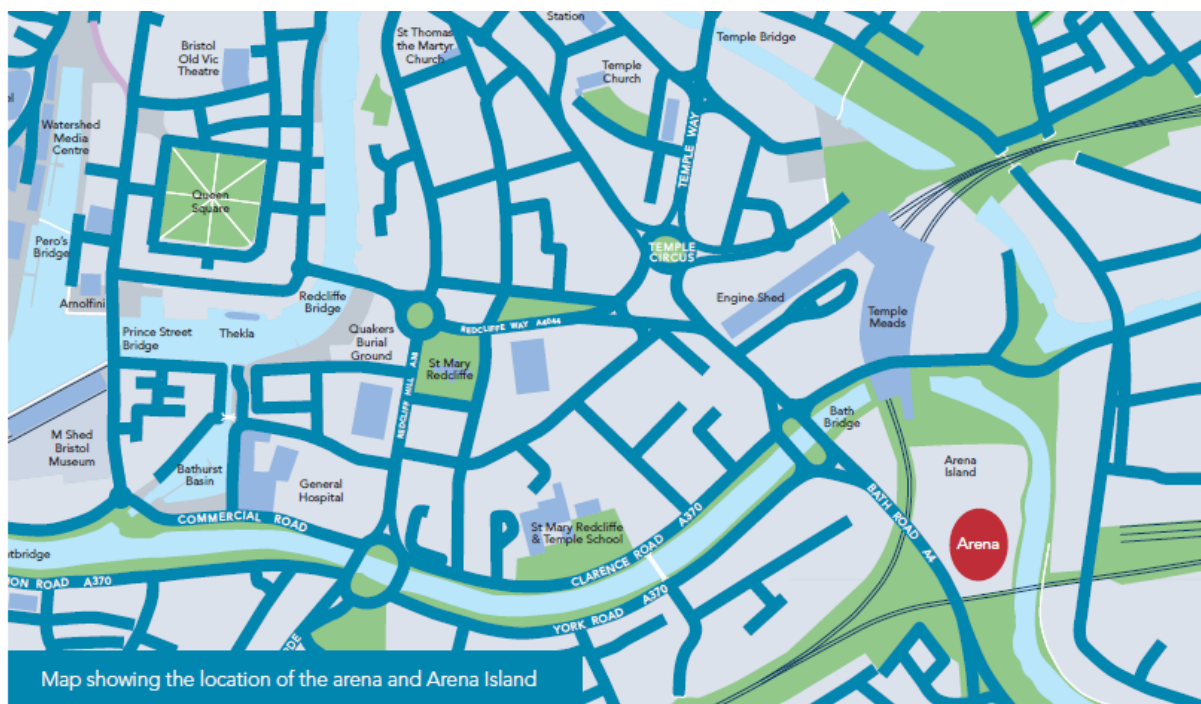 Station
Bristol
Old Vic
Theatre
St Thomas
the Martyr
Church
Temple Bridge
Temple
Church
Watershed
Media
Centre
TEMPLE WAY
Queen
Square
Pero's
Bridge
TEMPLE
CIRCUS
Arnolfini
Redcliffe
Bridge
Engine Shed
Temple
Meads
Prince Street
Bridge
Thekla
Quakers
Burial
Ground
REDCLIFFE WAY A4044
St Mary
Redcliffe
REDCLIFF HILL A38
Bath
Bridge
M Shed
Bristol
Museum
Bathurst
Basin
General
Hospital
Arena
Island
COMMERCIAL ROAD
St Mary Redcliffe
& Temple School
CLARENCE ROAD A370
BATH ROAD A4
Arena
ROAD A370
YORK ROAD A370
Map showing the location of the arena and Arena Island